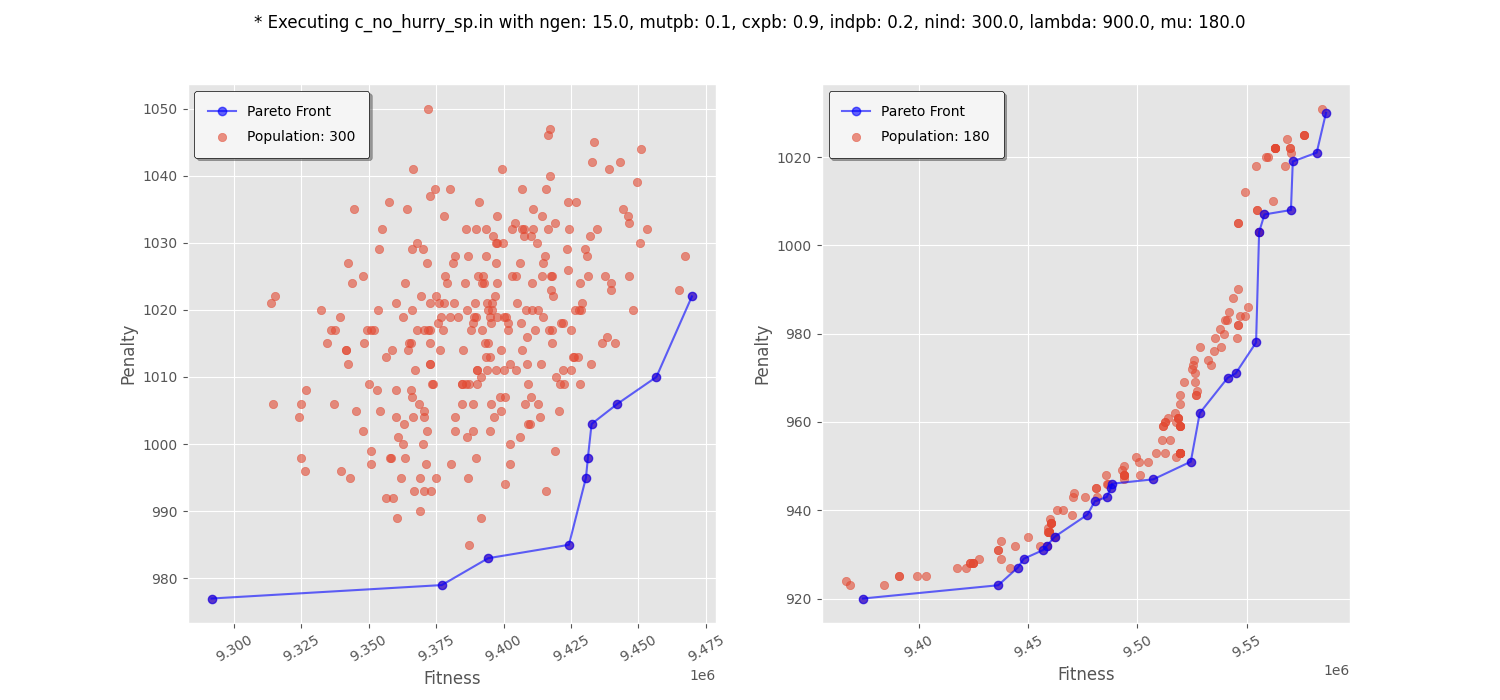 * Executing c_no_hurry_sp.in with ngen: 15.0, mutpb: 0.1, cxpb: 0.9, indpb: 0.2, nind: 300.0, lambda: 900.0, mu: 180.0
Pareto Front
Population: 300
1050
1040
1030
1020
1010
1000
990
980
Penalty
9.300
9.325
9.350
9.375
9.400
9.425
9.450
9.475
1e6
Fitness
Pareto Front
Population: 180
1020
1000
980
960
940
920
Penalty
9.40
9.45
9.50
9.55
1e6
Fitness